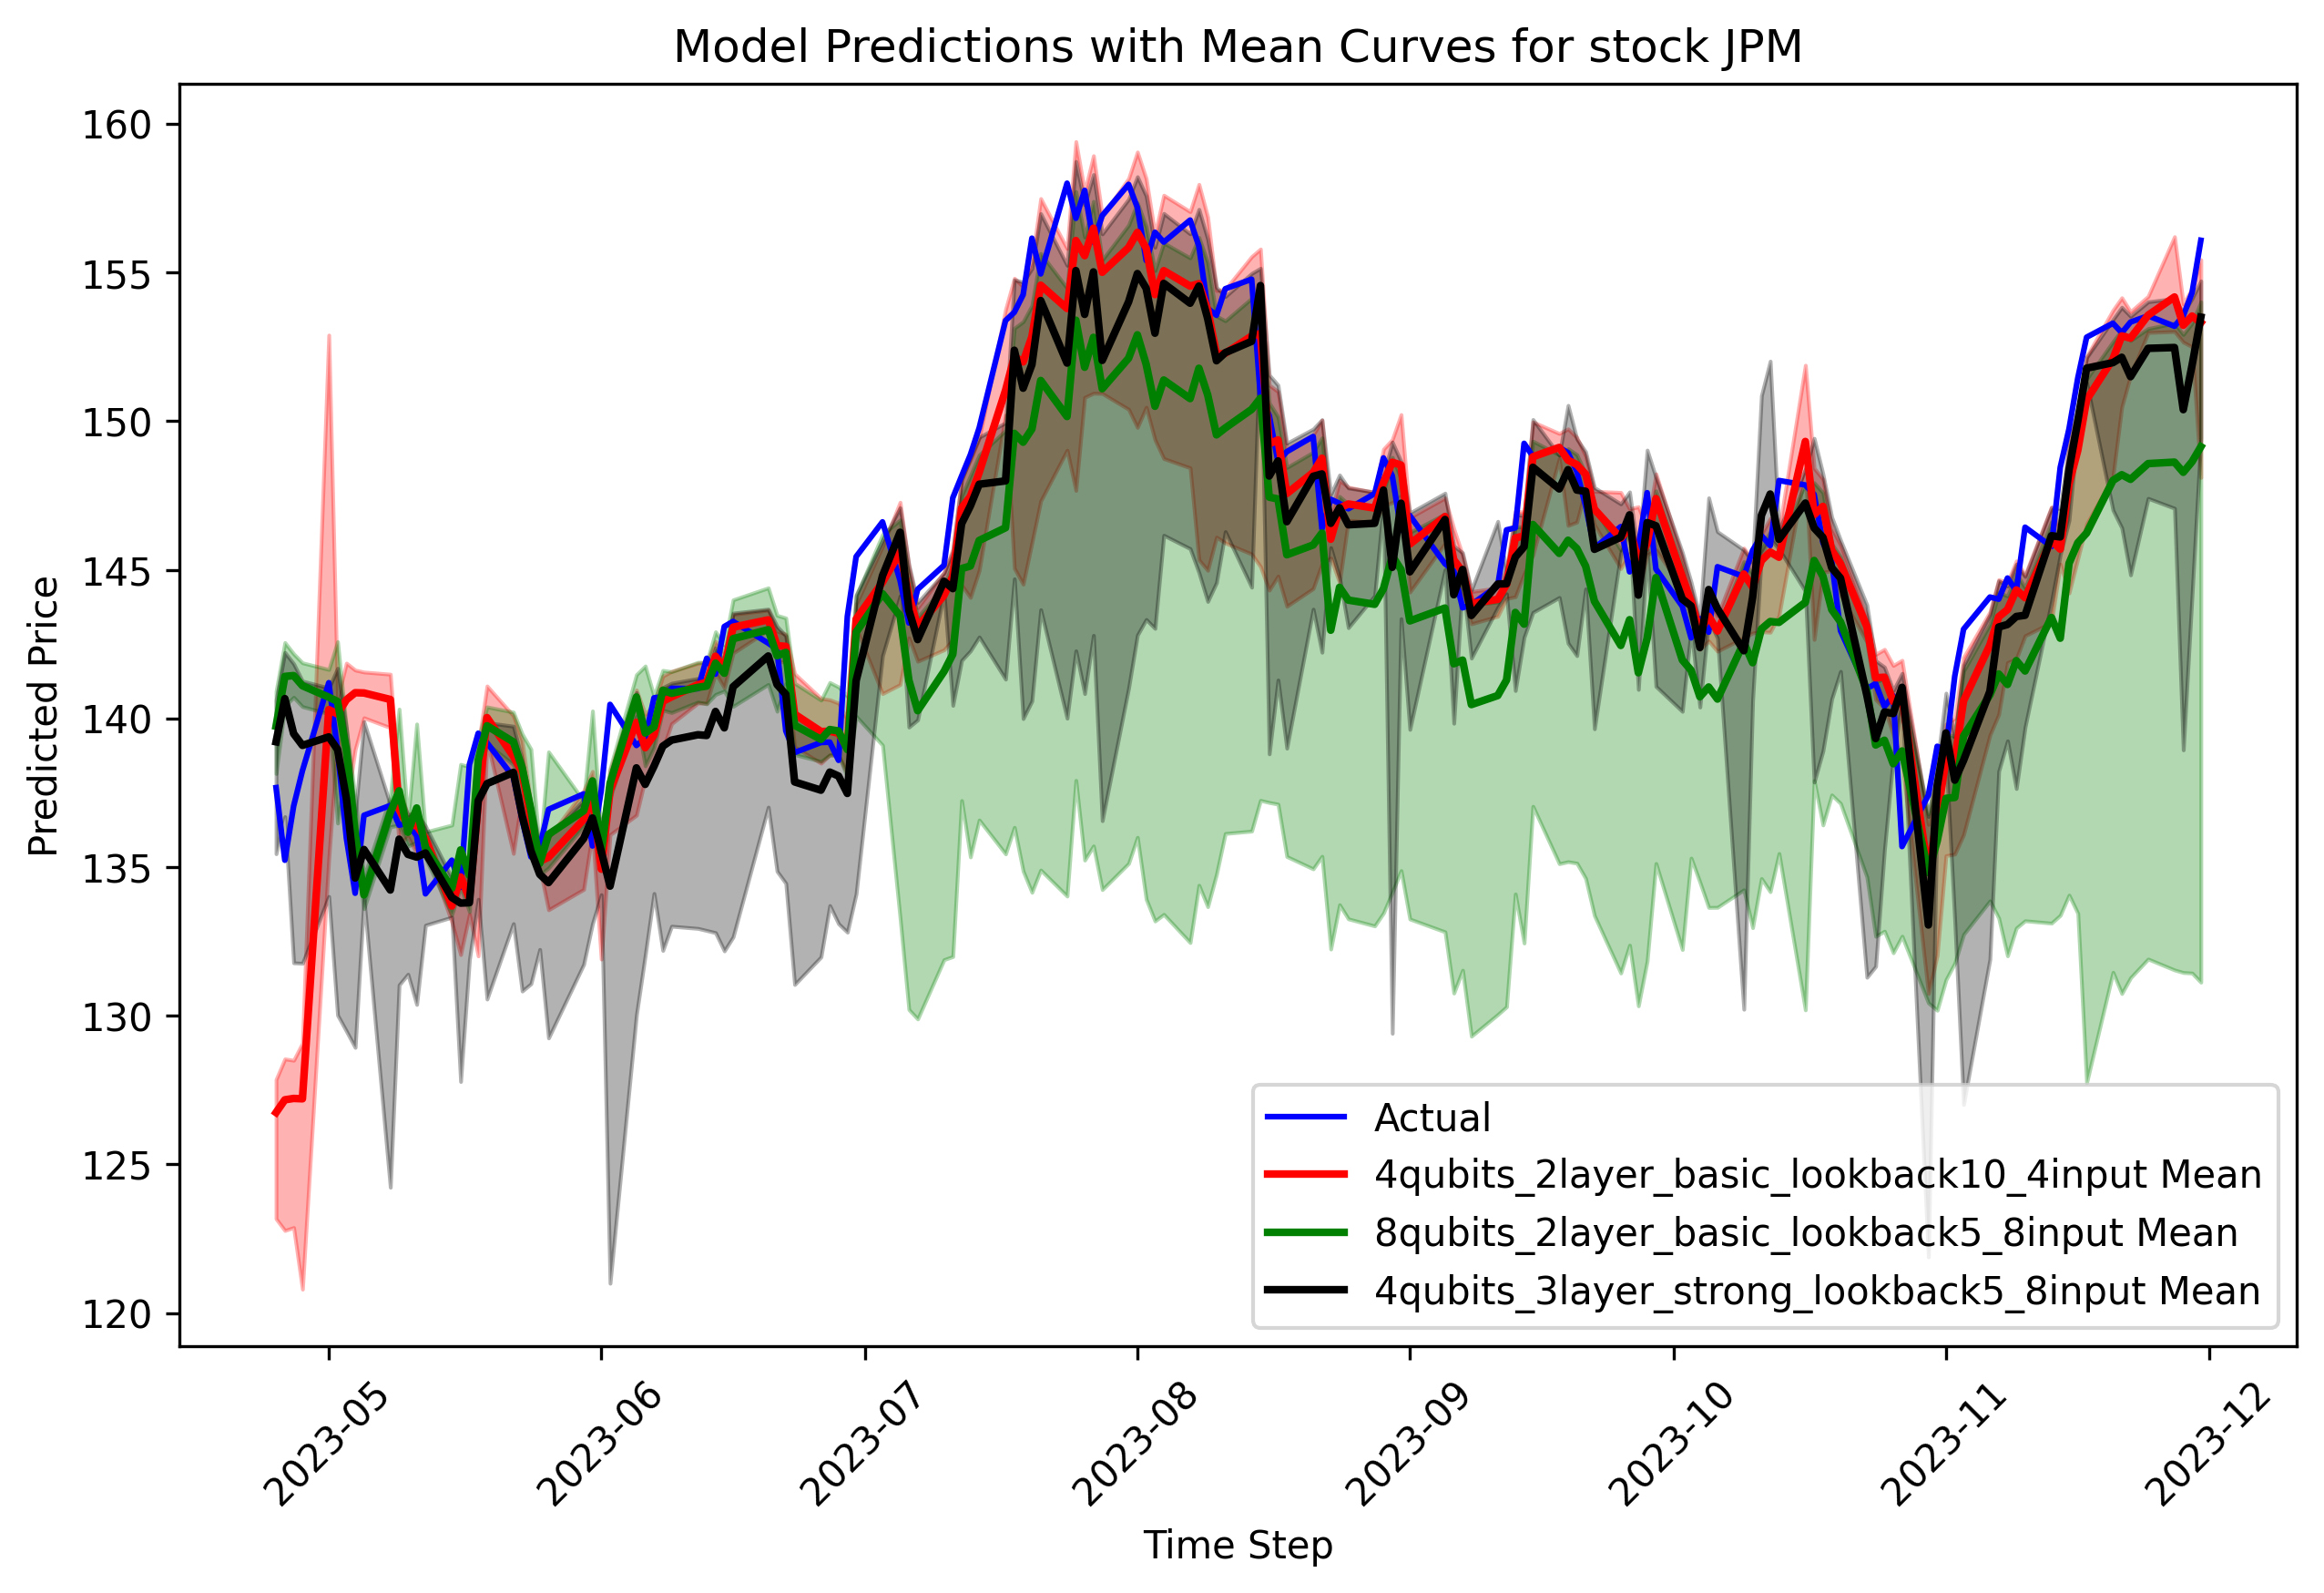 Model Predictions with Mean Curves for stock JPM
160
155
150
145
140
135
130
125
120
Predicted Price
Actual
4qubits_2layer_basic_lookback10_4input Mean
8qubits_2layer_basic_lookback5_8input Mean
4qubits_3layer_strong_lookback5_8input Mean
2023-05
2023-06
2023-07
2023-08
2023-09
2023-10
2023-11
2023-12
Time Step